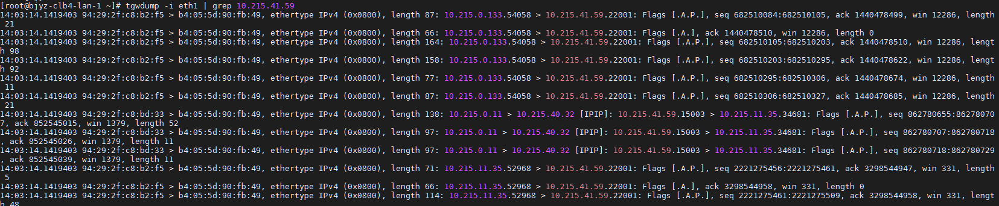 [root@bjyz-clb4-lan-1 ~]# tgwdump -i eth1 | grep 10.215.41.59
14:03:14.1419403 94:29:2f:c8:b2:f5 > b4:05:5d:90:fb:49, ethertype IPv4 (0x0800), length 87: 10.215.0.133.54058 > 10.215.41.59.22001: Flags [.A.P.], seq 682510084:682510105, ack 1440478499, win 12286, length
 21
14:03:14.1419403 94:29:2f:c8:b2:f5 > b4:05:5d:90:fb:49, ethertype IPv4 (0x0800), length 66: 10.215.0.133.54058 > 10.215.41.59.22001: Flags [.A.], ack 1440478510, win 12286, length 0
14:03:14.1419403 94:29:2f:c8:b2:f5 > b4:05:5d:90:fb:49, ethertype IPv4 (0x0800), length 164: 10.215.0.133.54058 > 10.215.41.59.22001: Flags [.A.P.], seq 682510105:682510203, ack 1440478510, win 12286, lengt
h 98
14:03:14.1419403 94:29:2f:c8:b2:f5 > b4:05:5d:90:fb:49, ethertype IPv4 (0x0800), length 158: 10.215.0.133.54058 > 10.215.41.59.22001: Flags [.A.P.], seq 682510203:682510295, ack 1440478622, win 12286, lengt
h 92
14:03:14.1419403 94:29:2f:c8:b2:f5 > b4:05:5d:90:fb:49, ethertype IPv4 (0x0800), length 77: 10.215.0.133.54058 > 10.215.41.59.22001: Flags [.A.P.], seq 682510295:682510306, ack 1440478674, win 12286, length
 11
14:03:14.1419403 94:29:2f:c8:b2:f5 > b4:05:5d:90:fb:49, ethertype IPv4 (0x0800), length 87: 10.215.0.133.54058 > 10.215.41.59.22001: Flags [.A.P.], seq 682510306:682510327, ack 1440478685, win 12286, length
 21
14:03:14.1419403 94:29:2f:c8:bd:33 > b4:05:5d:90:fb:49, ethertype IPv4 (0x0800), length 138: 10.215.0.11 > 10.215.40.32 [IPIP]: 10.215.41.59.15003 > 10.215.11.35.34681: Flags [.A.P.], seq 862780655:86278070
7, ack 852545015, win 1379, length 52
14:03:14.1419403 94:29:2f:c8:bd:33 > b4:05:5d:90:fb:49, ethertype IPv4 (0x0800), length 97: 10.215.0.11 > 10.215.40.32 [IPIP]: 10.215.41.59.15003 > 10.215.11.35.34681: Flags [.A.P.], seq 862780707:862780718
, ack 852545026, win 1379, length 11
14:03:14.1419403 94:29:2f:c8:bd:33 > b4:05:5d:90:fb:49, ethertype IPv4 (0x0800), length 97: 10.215.0.11 > 10.215.40.32 [IPIP]: 10.215.41.59.15003 > 10.215.11.35.34681: Flags [.A.P.], seq 862780718:862780729
, ack 852545039, win 1379, length 11
14:03:14.1419403 94:29:2f:c8:b2:f5 > b4:05:5d:90:fb:49, ethertype IPv4 (0x0800), length 71: 10.215.11.35.52968 > 10.215.41.59.22001: Flags [.A.P.], seq 2221275456:2221275461, ack 3298544947, win 331, length
 5
14:03:14.1419403 94:29:2f:c8:b2:f5 > b4:05:5d:90:fb:49, ethertype IPv4 (0x0800), length 66: 10.215.11.35.52968 > 10.215.41.59.22001: Flags [.A.], ack 3298544958, win 331, length 0
14:03:14.1419403 94:29:2f:c8:b2:f5 > b4:05:5d:90:fb:49, ethertype IPv4 (0x0800), length 114: 10.215.11.35.52968 > 10.215.41.59.22001: Flags [.A.P.], seq 2221275461:2221275509, ack 3298544958, win 331, lengt
h 48